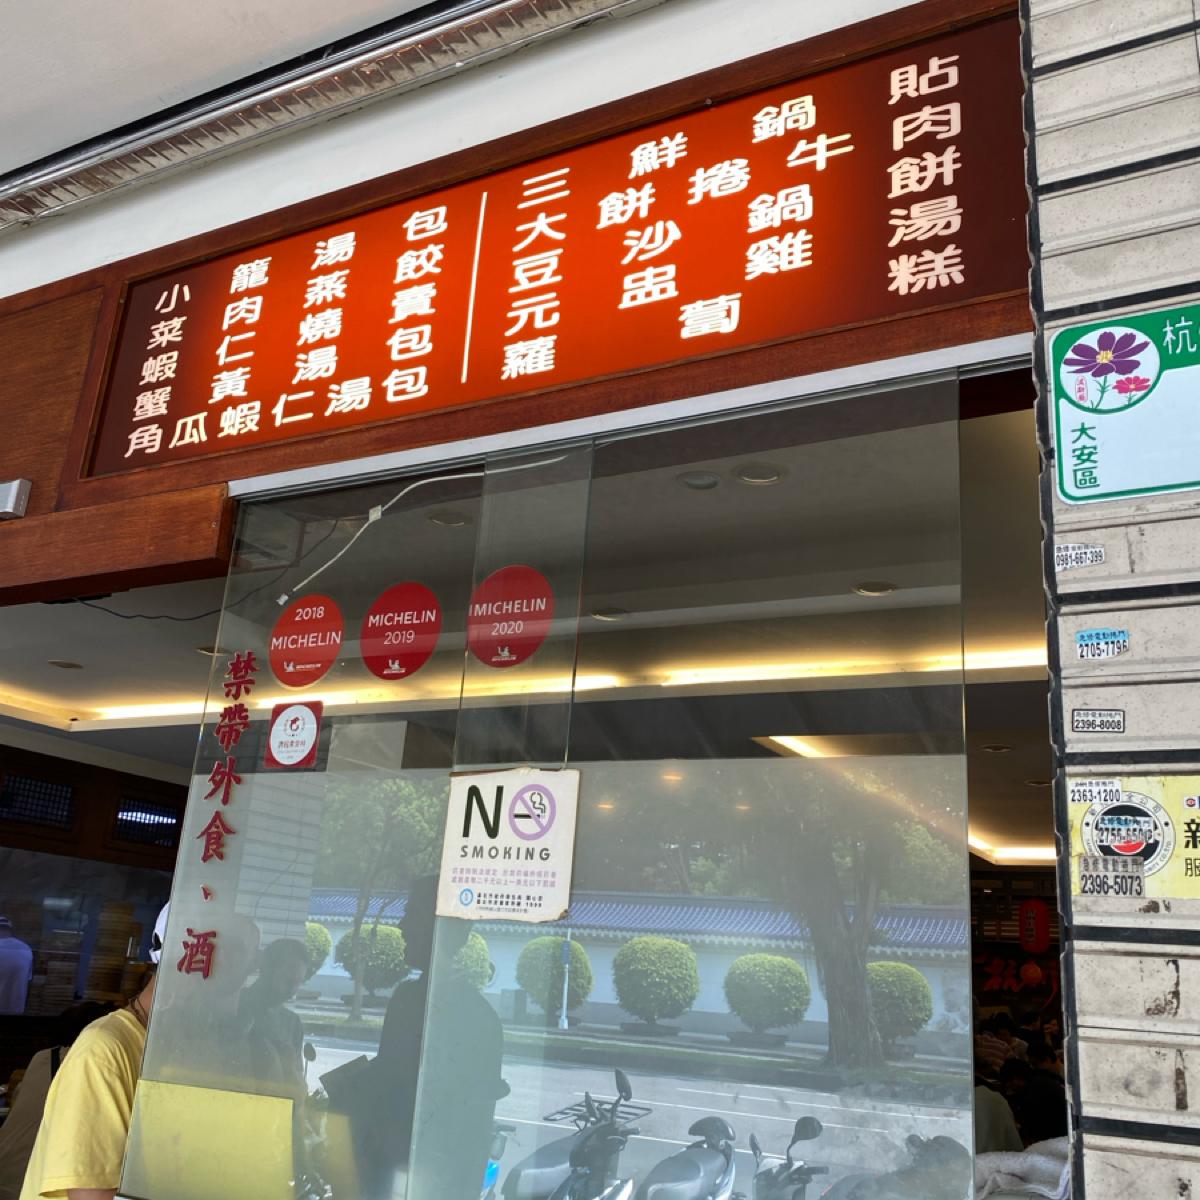 小籠湯包
菜肉蒸餃
蝦仁燒賣
蟹黃湯包
角瓜蝦仁湯包
三鮮鍋貼
大餅捲牛肉
豆沙鍋餅
元盅雞湯
蘿蔔糕
杭
大安區
2018
MICHELIN
MICHELIN
2019
MICHELIN
2020
禁帶外食、酒
NO
SMOKING
0981-667-399
2705-7796
2396-8008
2363-1200
2396-5073
新
服